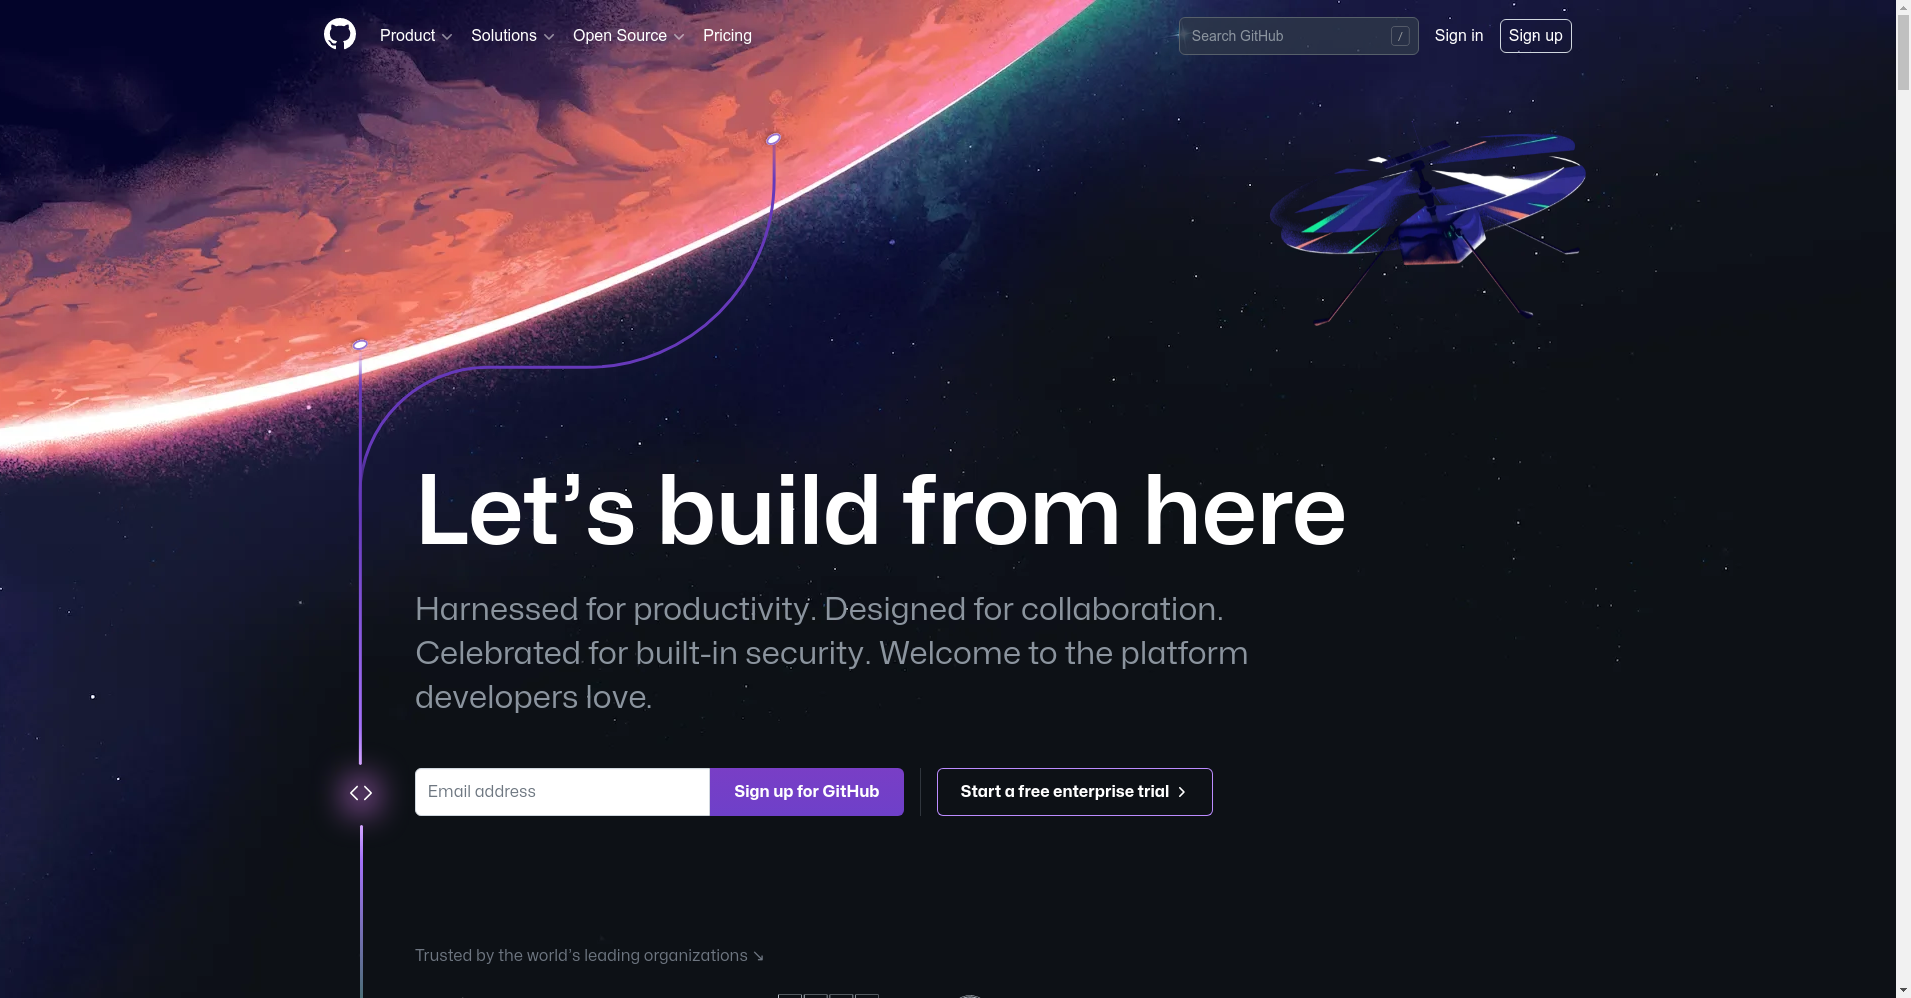 Product
Solutions
Open Source
Pricing
Search GitHub
/
Sign in
Sign up
Let’s build from here
Harnessed for productivity. Designed for collaboration.
Celebrated for built-in security. Welcome to the platform
developers love.
Email address
Sign up for GitHub
Start a free enterprise trial
Trusted by the world’s leading organizations ↘